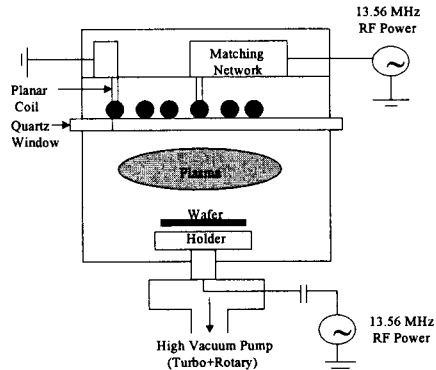 13.56 MHz
RF Power
Matching
Network
Planar
Coil
Quartz
Window
Plasma
Wafer
Holder
13.56 MHz
RF Power
High Vacuum Pump
(Turbo+Rotary)